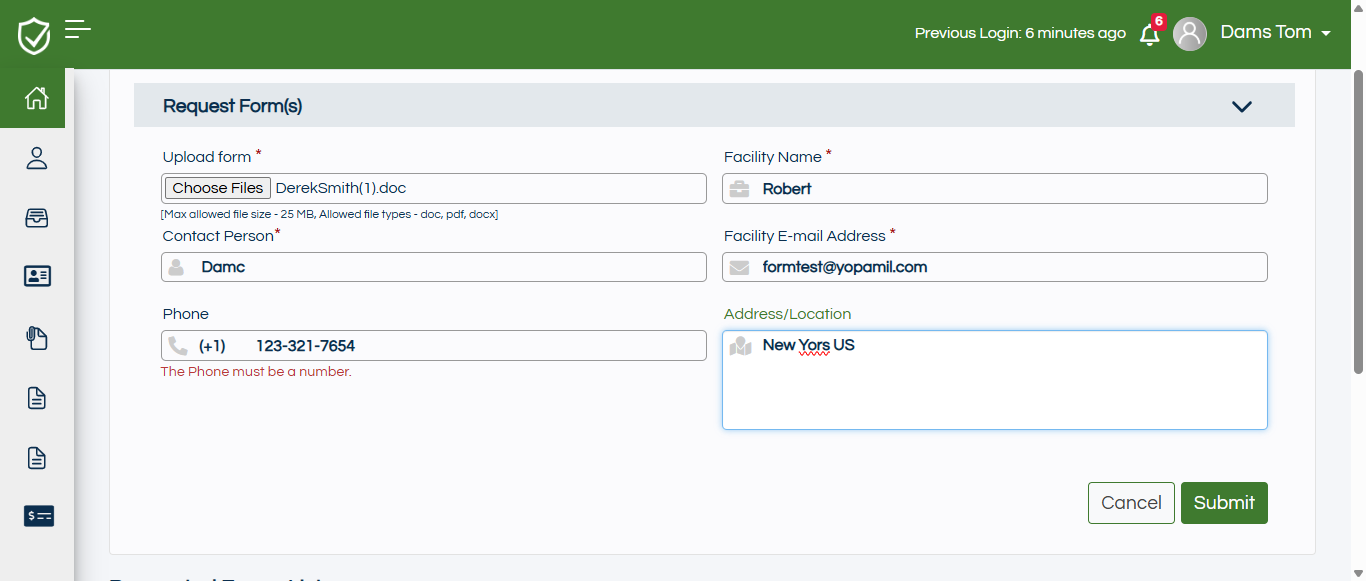 Previous Login: 6 minutes ago
6
Dams Tom
Request Form(s)
Upload form *
Facility Name *
Choose Files DerekSmith(1).doc
Robert
[Max allowed file size - 25 MB, Allowed file types - doc, pdf, docx]
Contact Person*
Facility E-mail Address *
Damc
formtest@yopamil.com
Phone
Address/Location
(+1) 123-321-7654
New Yors US
The Phone must be a number.
Cancel
Submit